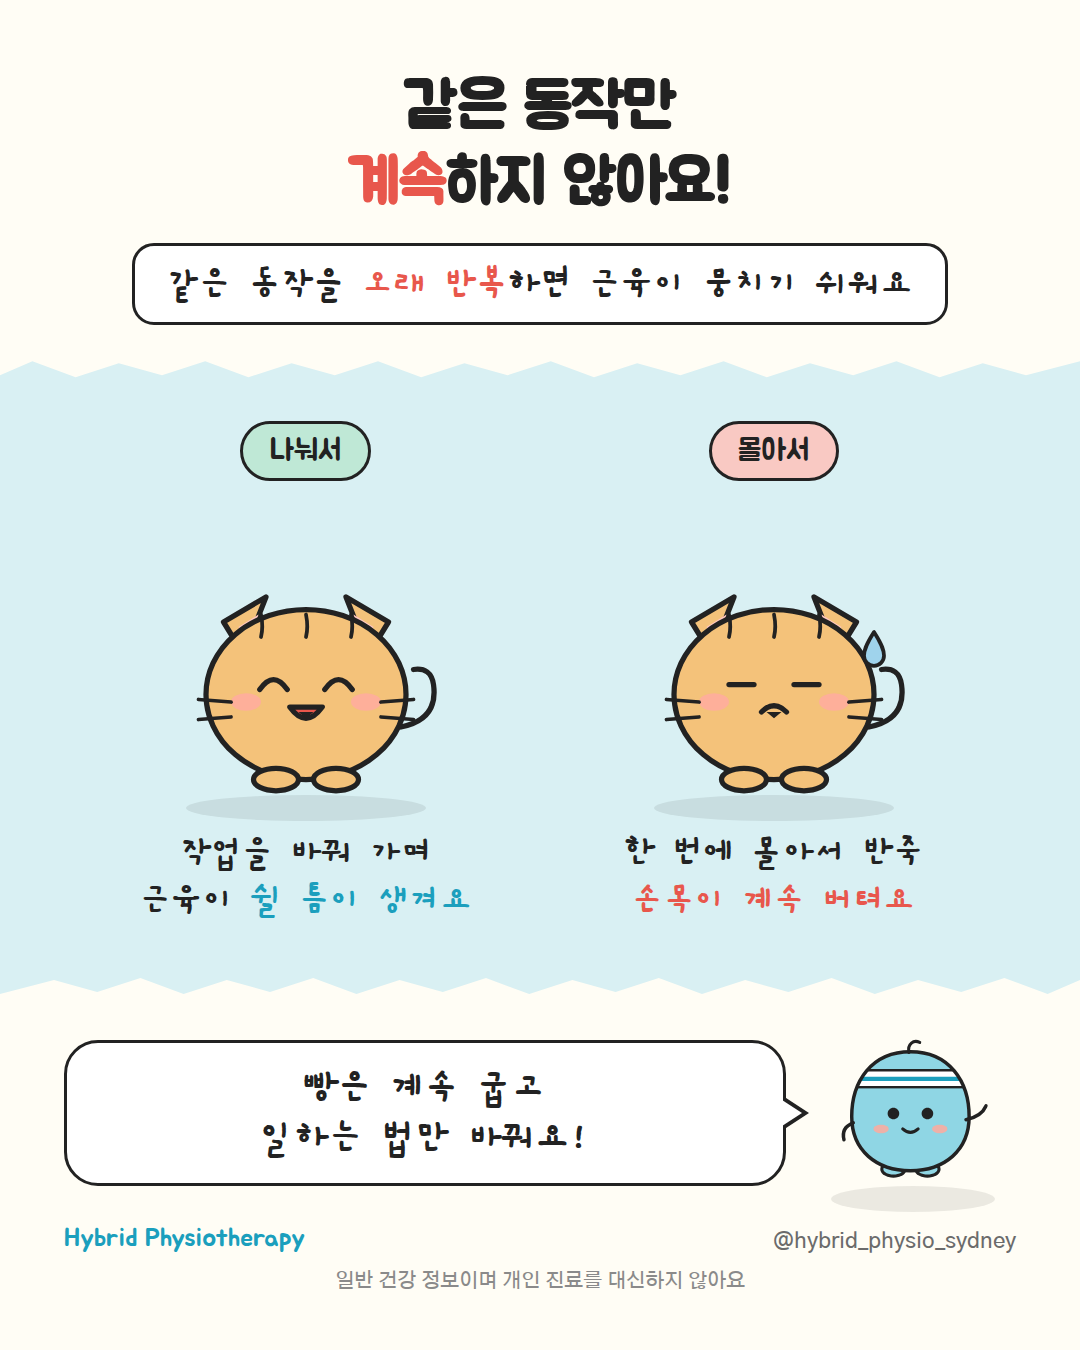 같은 동작만
계속하지 않아요!
같은 동작을 오래 반복하면 근육이 뭉치기 쉬워요
나눠서
몰아서
작업을 바꿔 가며
근육이 쉴 틈이 생겨요
한 번에 몰아서 반죽
손목이 계속 버텨요
빵은 계속 굽고
일하는 법만 바꿔요!
Hybrid Physiotherapy
@hybrid_physio_sydney
일반 건강 정보이며 개인 진료를 대신하지 않아요